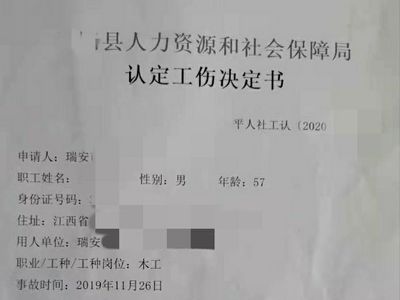 县人力资源和社会保障局
认定工伤决定书
平人社工认〔2020
申请人：瑞安
职工姓名：
性别：男 年龄：57
身份证号码：
住址：江西省
用人单位：瑞安
职业/工种/工种岗位：木工
事故时间：2019年11月26日